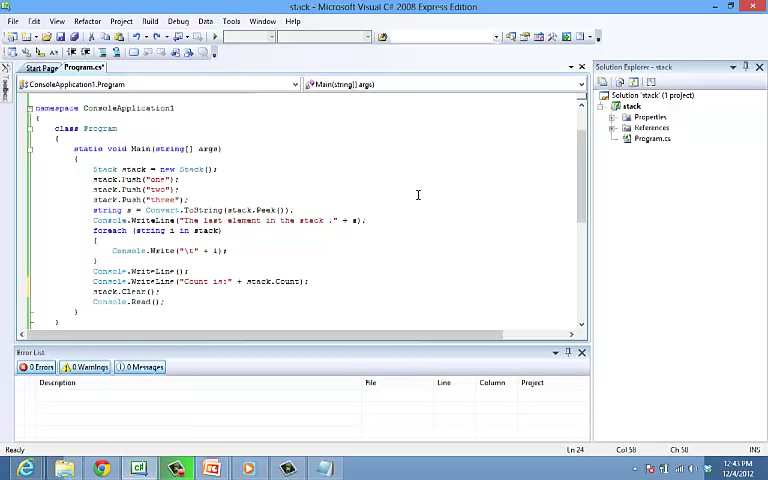 stack - Microsoft Visual C# 2008 Express Edition
File Edit View Refactor Project Build Debug Data Tools Window Help
Start Page Program.cs*
Solution Explorer - stack
ConsoleApplication1.Program
Main(string[] args)
Toolbox
Solution 'stack' (1 project)
stack
Properties
References
Program.cs
namespace ConsoleApplication1
{
class Program
{
static void Main(string[] args)
{
Stack stack = new Stack();
stack.Push("one");
stack.Push("two");
stack.Push("three");
string s = Convert.ToString(stack.Peek());
Console.WriteLine("The last element in the stack ." + s);
foreach (string i in stack)
{
Console.Write("\t" + i);
}
Console.WriteLine();
Console.WriteLine("Count is:" + stack.Count);
stack.Clear();
Console.Read();
}
}
Error List
0 Errors 0 Warnings 0 Messages
Description File Line Column Project
Ready Ln 24 Col 58 Ch 50 INS
12:43 PM
12/4/2012